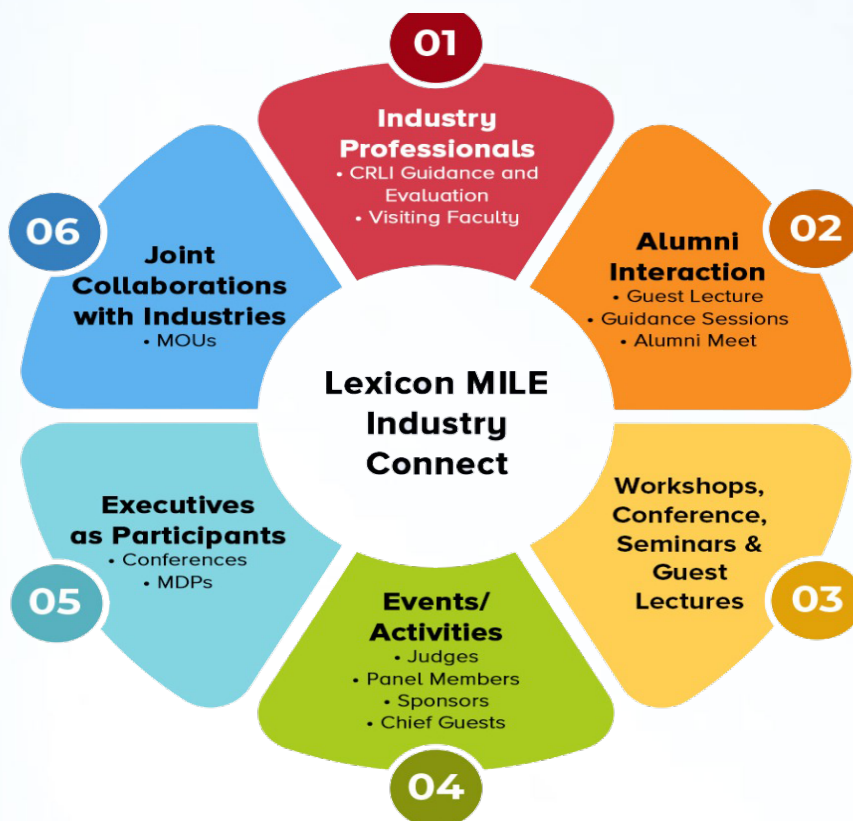 01
Industry
Professionals
• CRLI Guidance and
Evaluation
• Visiting Faculty
02
Alumni
Interaction
• Guest Lecture
• Guidance Sessions
• Alumni Meet
03
Workshops,
Conference,
Seminars &
Guest
Lectures
04
Events/
Activities
• Judges
• Panel Members
• Sponsors
• Chief Guests
05
Executives
as Participants
• Conferences
• MDPs
06
Joint
Collaborations
with Industries
• MOUs
Lexicon MILE
Industry
Connect